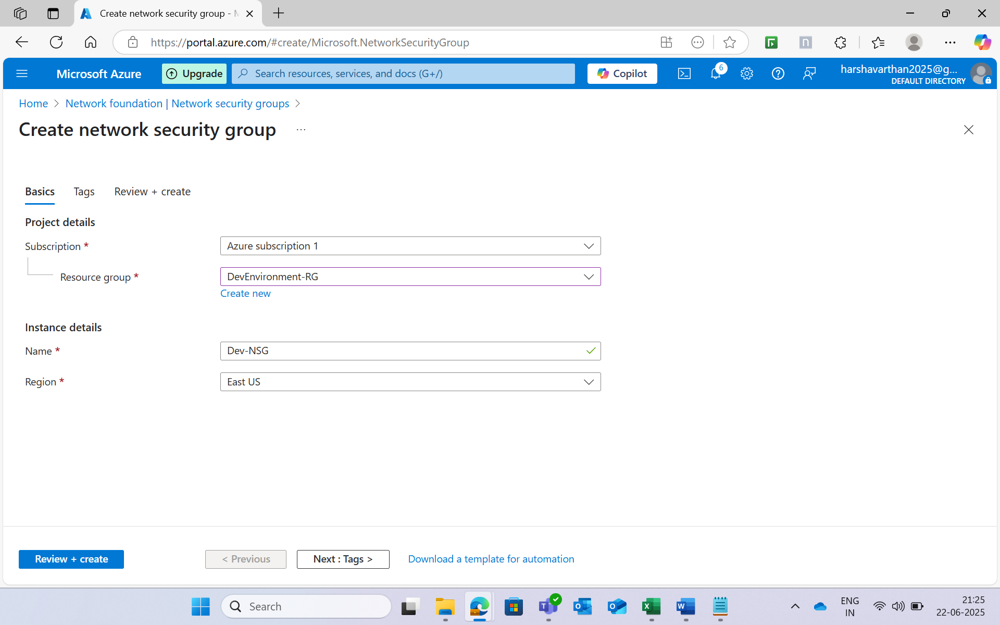 Create network security group - M
https://portal.azure.com/#create/Microsoft.NetworkSecurityGroup
Microsoft Azure
Upgrade
Search resources, services, and docs (G+/)
Copilot
6
harshavarthan2025@g...
DEFAULT DIRECTORY
Home > Network foundation | Network security groups >
Create network security group ...
Basics Tags Review + create
Project details
Subscription *
Azure subscription 1
Resource group *
DevEnvironment-RG
Create new
Instance details
Name *
Dev-NSG
Region *
East US
Review + create
< Previous
Next : Tags >
Download a template for automation
Search
ENG
IN
21:25
22-06-2025